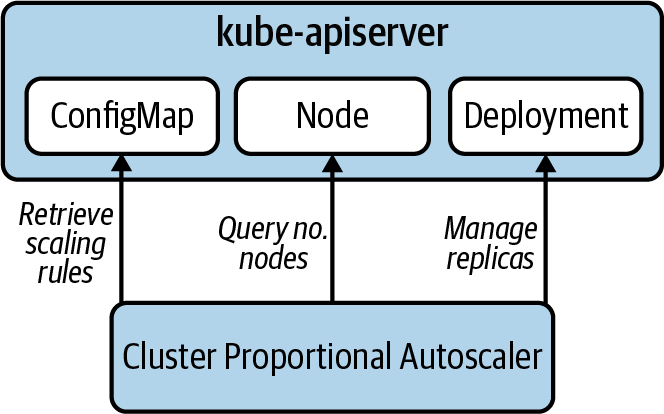 kube-apiserver
ConfigMap
Node
Deployment
Retrieve
scaling
rules
Query no.
nodes
Manage
replicas
Cluster Proportional Autoscaler